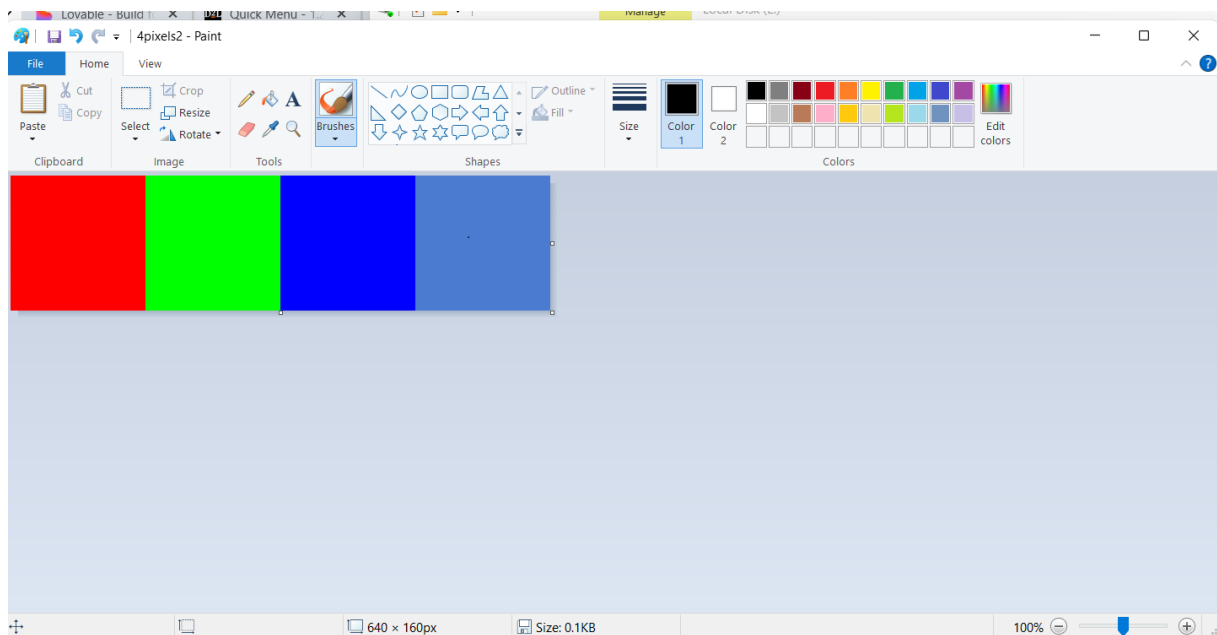 Lovable - Build f
Quick Menu - 1..
Manage
Local Disk (C:)
4pixels2 - Paint
File Home View
Paste
Cut
Copy
Clipboard
Select
Crop
Resize
Rotate
Image
A
Tools
Brushes
Outline
Fill
Shapes
Size
Color 1
Color 2
Edit colors
Colors
640 × 160px
Size: 0.1KB
100%